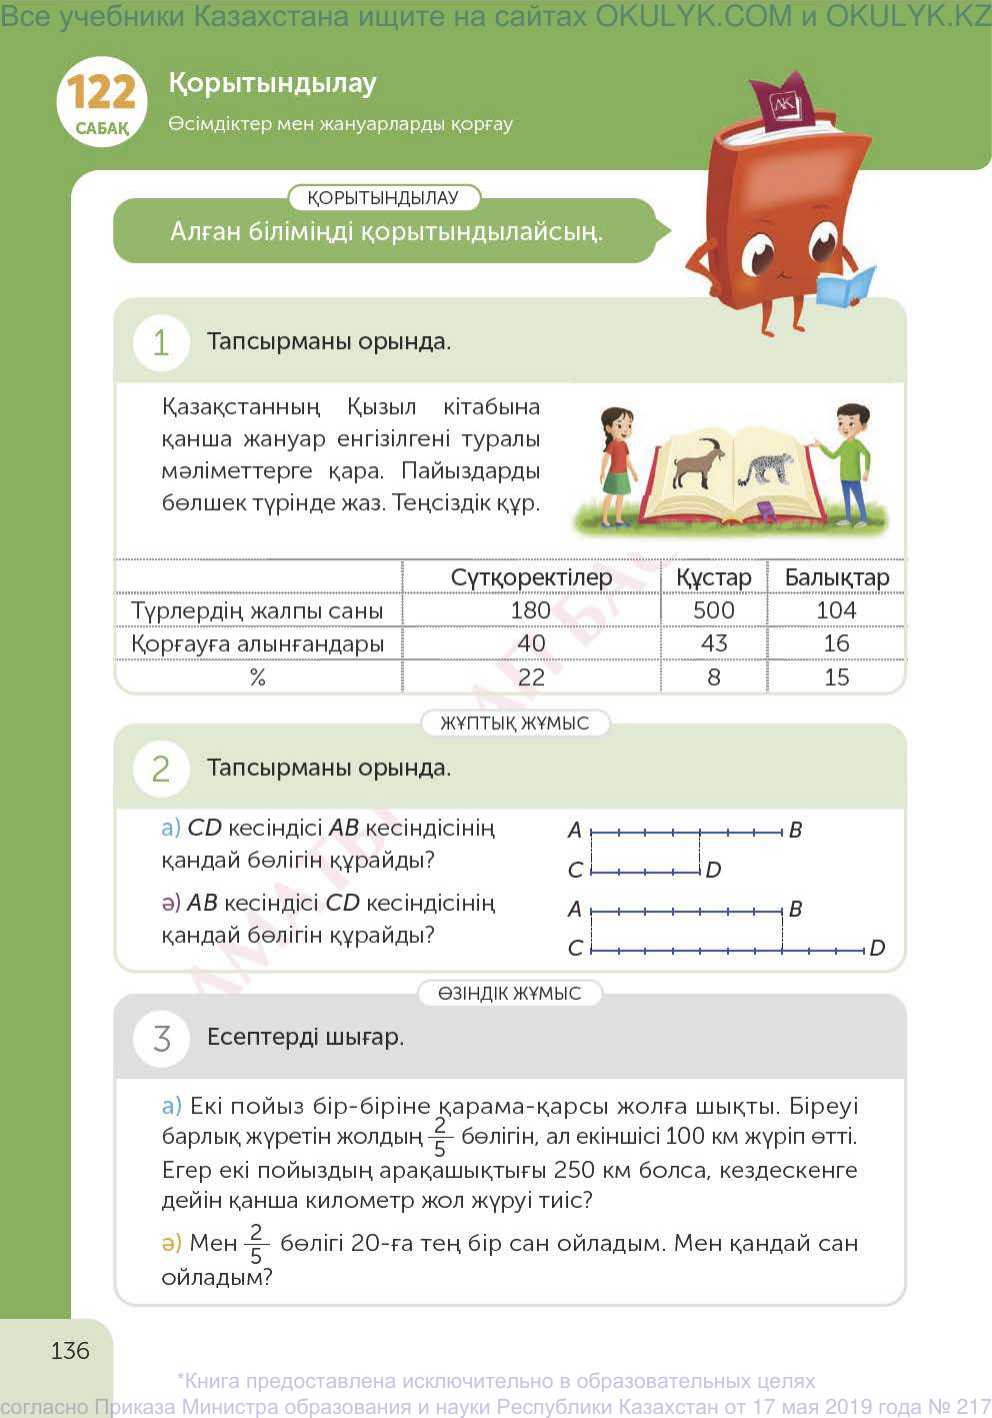 Все учебники Казахстана ищите на сайтах OKULYK.COM и OKULYK.KZ
122
САБАҚ
Қорытындылау
Өсімдіктер мен жануарларды қорғау
ҚОРЫТЫНДЫЛАУ
Алған біліміңді қорытындылайсың.
1 Тапсырманы орында.
Қазақстанның Қызыл кітабына
қанша жануар енгізілгені туралы
мәліметтерге қара. Пайыздарды
бөлшек түрінде жаз. Теңсіздік құр.
Сүтқоректілер Құстар Балықтар
Түрлердің жалпы саны 180 500 104
Қорғауға алынғандары 40 43 16
% 22 8 15
ЖҰПТЫҚ ЖҰМЫС
2 Тапсырманы орында.
а) CD кесіндісі AB кесіндісінің
қандай бөлігін құрайды?
A B
C D
ә) AB кесіндісі CD кесіндісінің
қандай бөлігін құрайды?
A B
C D
ӨЗІНДІК ЖҰМЫС
3 Есептерді шығар.
а) Екі пойыз бір-біріне қарама-қарсы жолға шықты. Біреуі
барлық жүретін жолдың 2/5 бөлігін, ал екіншісі 100 км жүріп өтті.
Егер екі пойыздың арақашықтығы 250 км болса, кездескенге
дейін қанша километр жол жүруі тиіс?
ә) Мен 2/5 бөлігі 20-ға тең бір сан ойладым. Мен қандай сан
ойладым?
136
*Книга предоставлена исключительно в образовательных целях
согласно Приказа Министра образования и науки Республики Казахстан от 17 мая 2019 года № 217